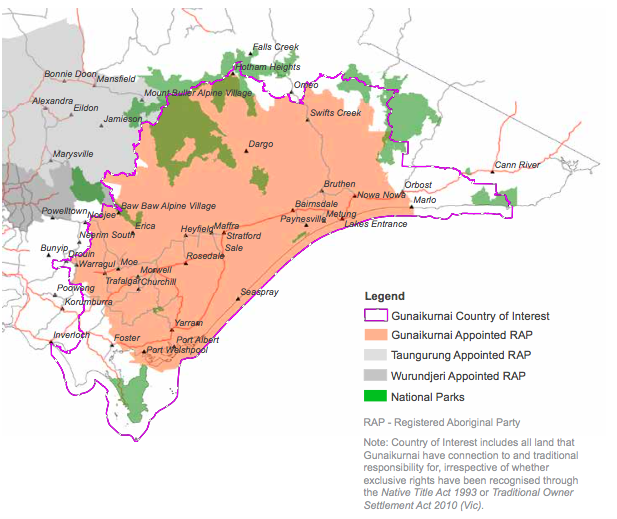 Falls Creek
Hotham Heights
Bonnie Doon
Mansfield
Omeo
Mount Buller Alpine Village
Alexandra
Eildon
Swifts Creek
Jamieson
Dargo
Marysville
Cann River
Bruthen
Orbost
Nowa Nowa
Baw Baw Alpine Village
Marlo
Bairnsdale
Powelltown
Noojee
Metung
Paynesville
Lakes Entrance
Erica
Heyfield
Maffra
Neerim South
Stratford
Bunyip
Sale
Drouin
Rosedale
Warragul
Moe
Morwell
Trafalgar
Churchill
Poowong
Seaspray
Korumburra
Yarram
Inverloch
Foster
Port Albert
Port Welshpool
Legend
Gunaikurnai Country of Interest
Gunaikurnai Appointed RAP
Taungurung Appointed RAP
Wurundjeri Appointed RAP
National Parks
RAP - Registered Aboriginal Party
Note: Country of Interest includes all land that
Gunaikurnai have connection to and traditional
responsibility for, irrespective of whether
exclusive rights have been recognised through
the Native Title Act 1993 or Traditional Owner
Settlement Act 2010 (Vic).